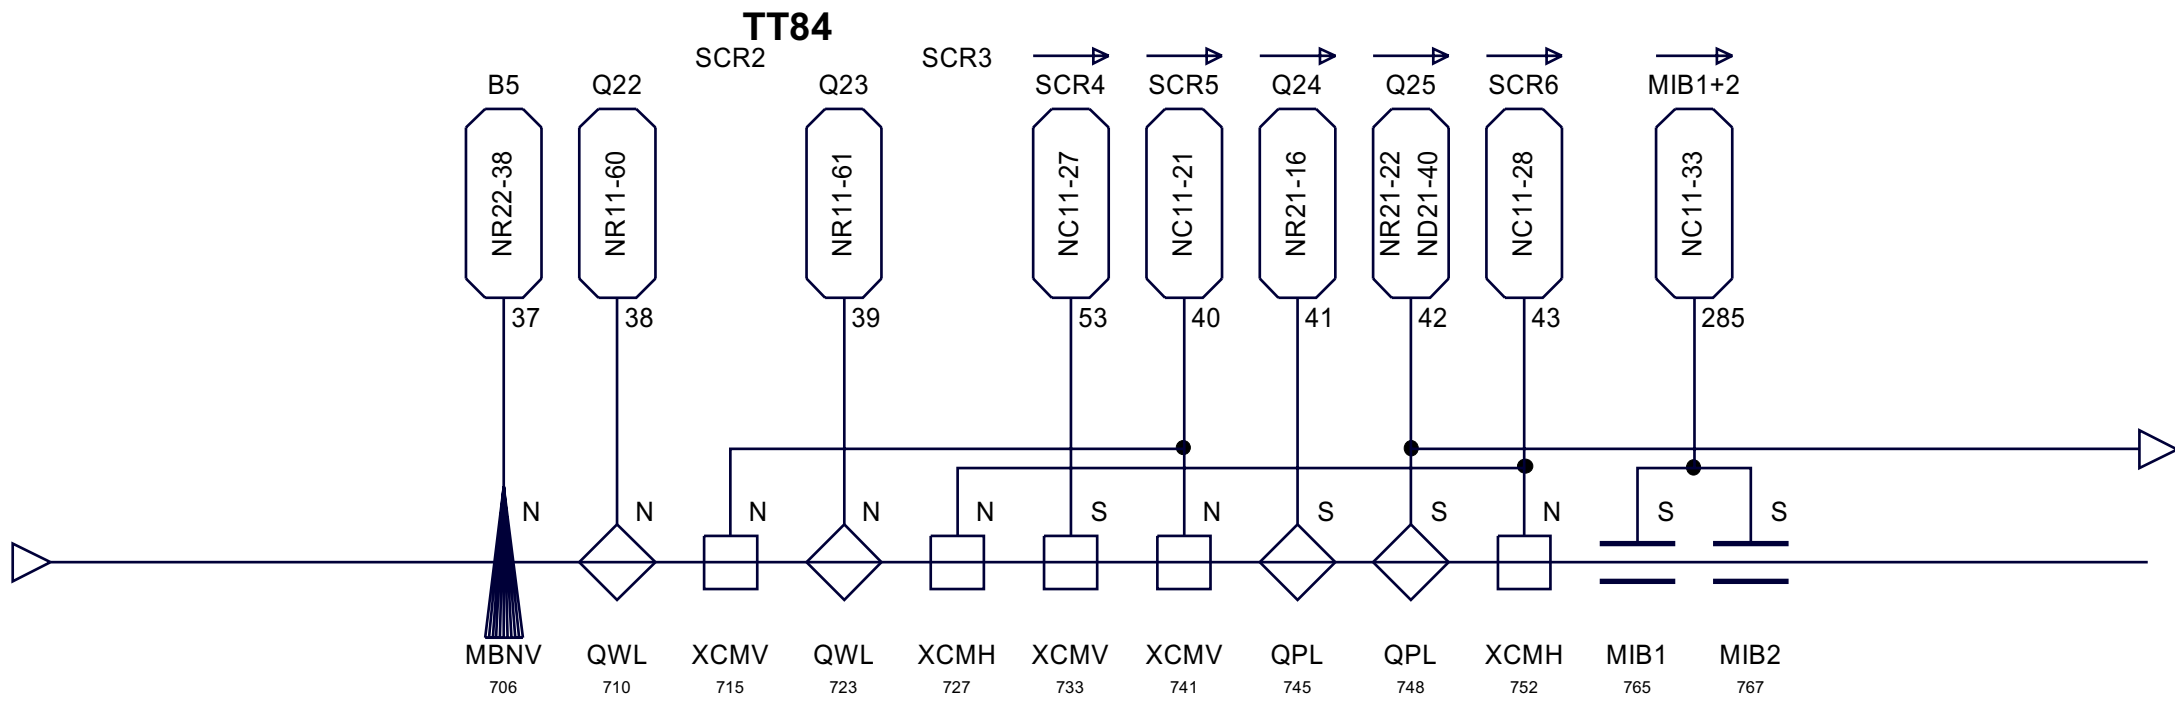 TT84
SCR2 SCR3
B5 Q22 Q23 SCR4 SCR5 Q24 Q25 SCR6 MIB1+2
NR22-38
NR11-60
NR11-61
NC11-27
NC11-21
NR21-16
NR21-22
ND21-40
NC11-28
NC11-33
37 38 39 53 40 41 42 43 285
N N N N N S N S S N S S
MBNV QWL XCMV QWL XCMH XCMV XCMV QPL QPL XCMH MIB1 MIB2
706 710 715 723 727 733 741 745 748 752 765 767